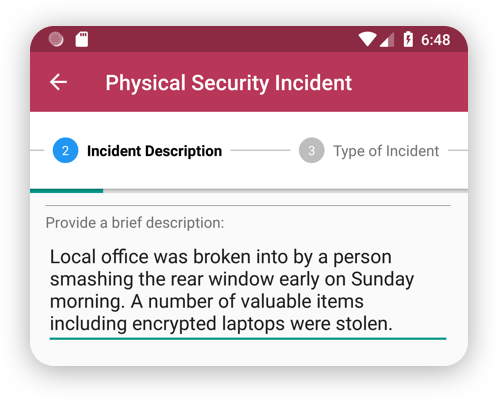 6:48
Physical Security Incident
2 Incident Description 3 Type of Incident
Provide a brief description:
Local office was broken into by a person
smashing the rear window early on Sunday
morning. A number of valuable items
including encrypted laptops were stolen.